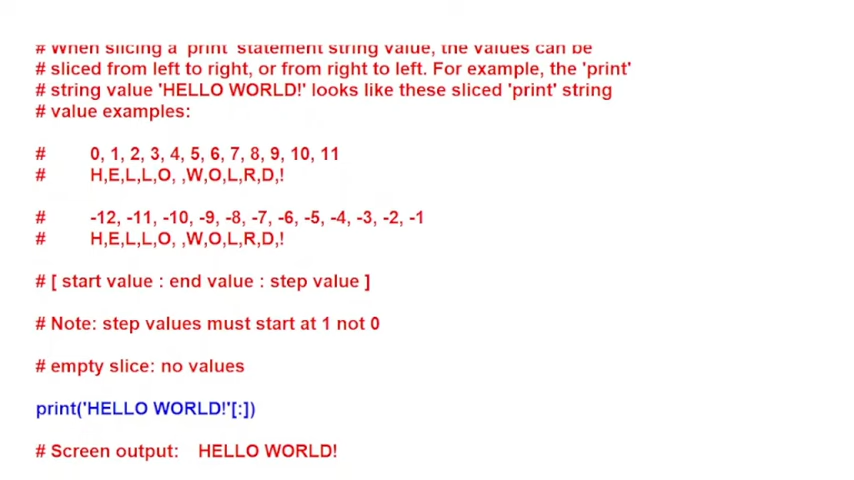 # When slicing a 'print' statement string value, the values can be
# sliced from left to right, or from right to left. For example, the 'print'
# string value 'HELLO WORLD!' looks like these sliced 'print' string
# value examples:
# 0, 1, 2, 3, 4, 5, 6, 7, 8, 9, 10, 11
# H,E,L,L,O, ,W,O,L,R,D,!
# -12, -11, -10, -9, -8, -7, -6, -5, -4, -3, -2, -1
# H,E,L,L,O, ,W,O,L,R,D,!
# [ start value : end value : step value ]
# Note: step values must start at 1 not 0
# empty slice: no values
print('HELLO WORLD!'[:])
# Screen output: HELLO WORLD!